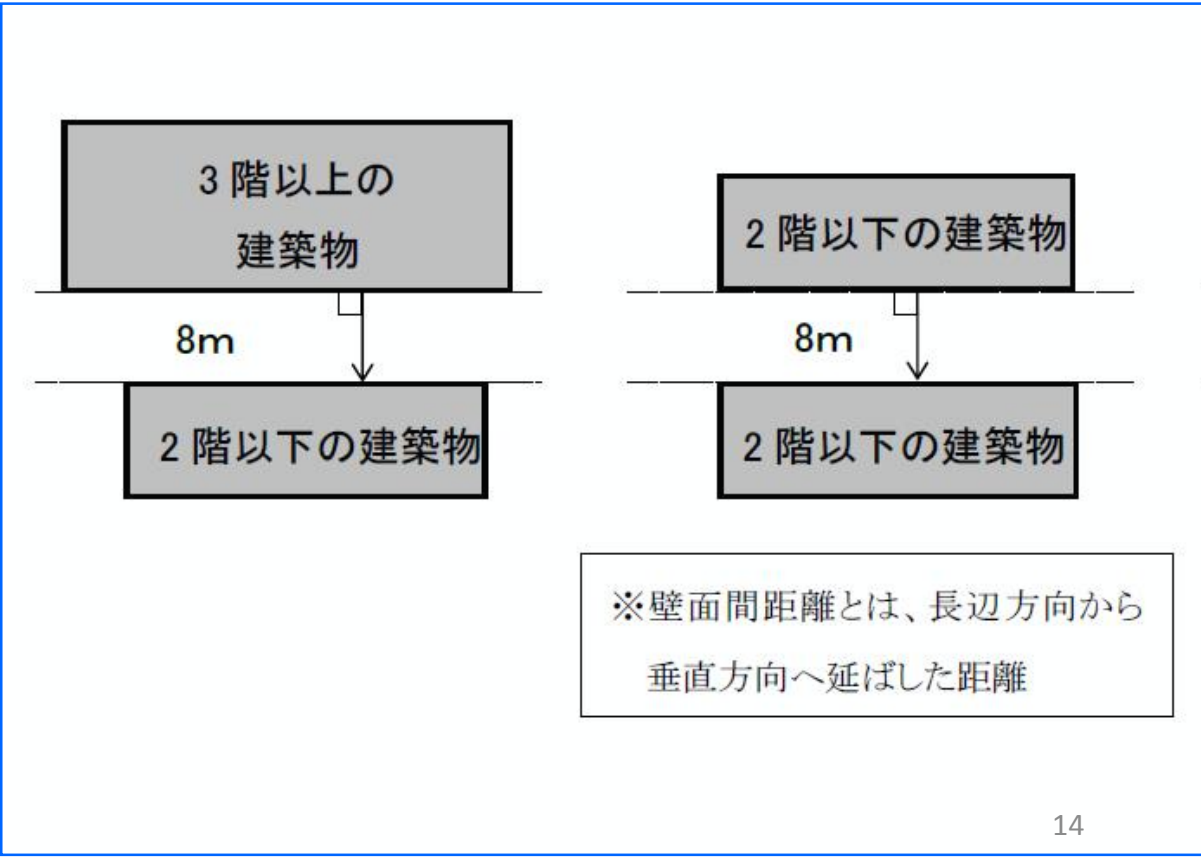 3 階以上の
建築物
8m
2 階以下の建築物
2 階以下の建築物
8m
2 階以下の建築物
※壁面間距離とは、長辺方向から
垂直方向へ延ばした距離
14